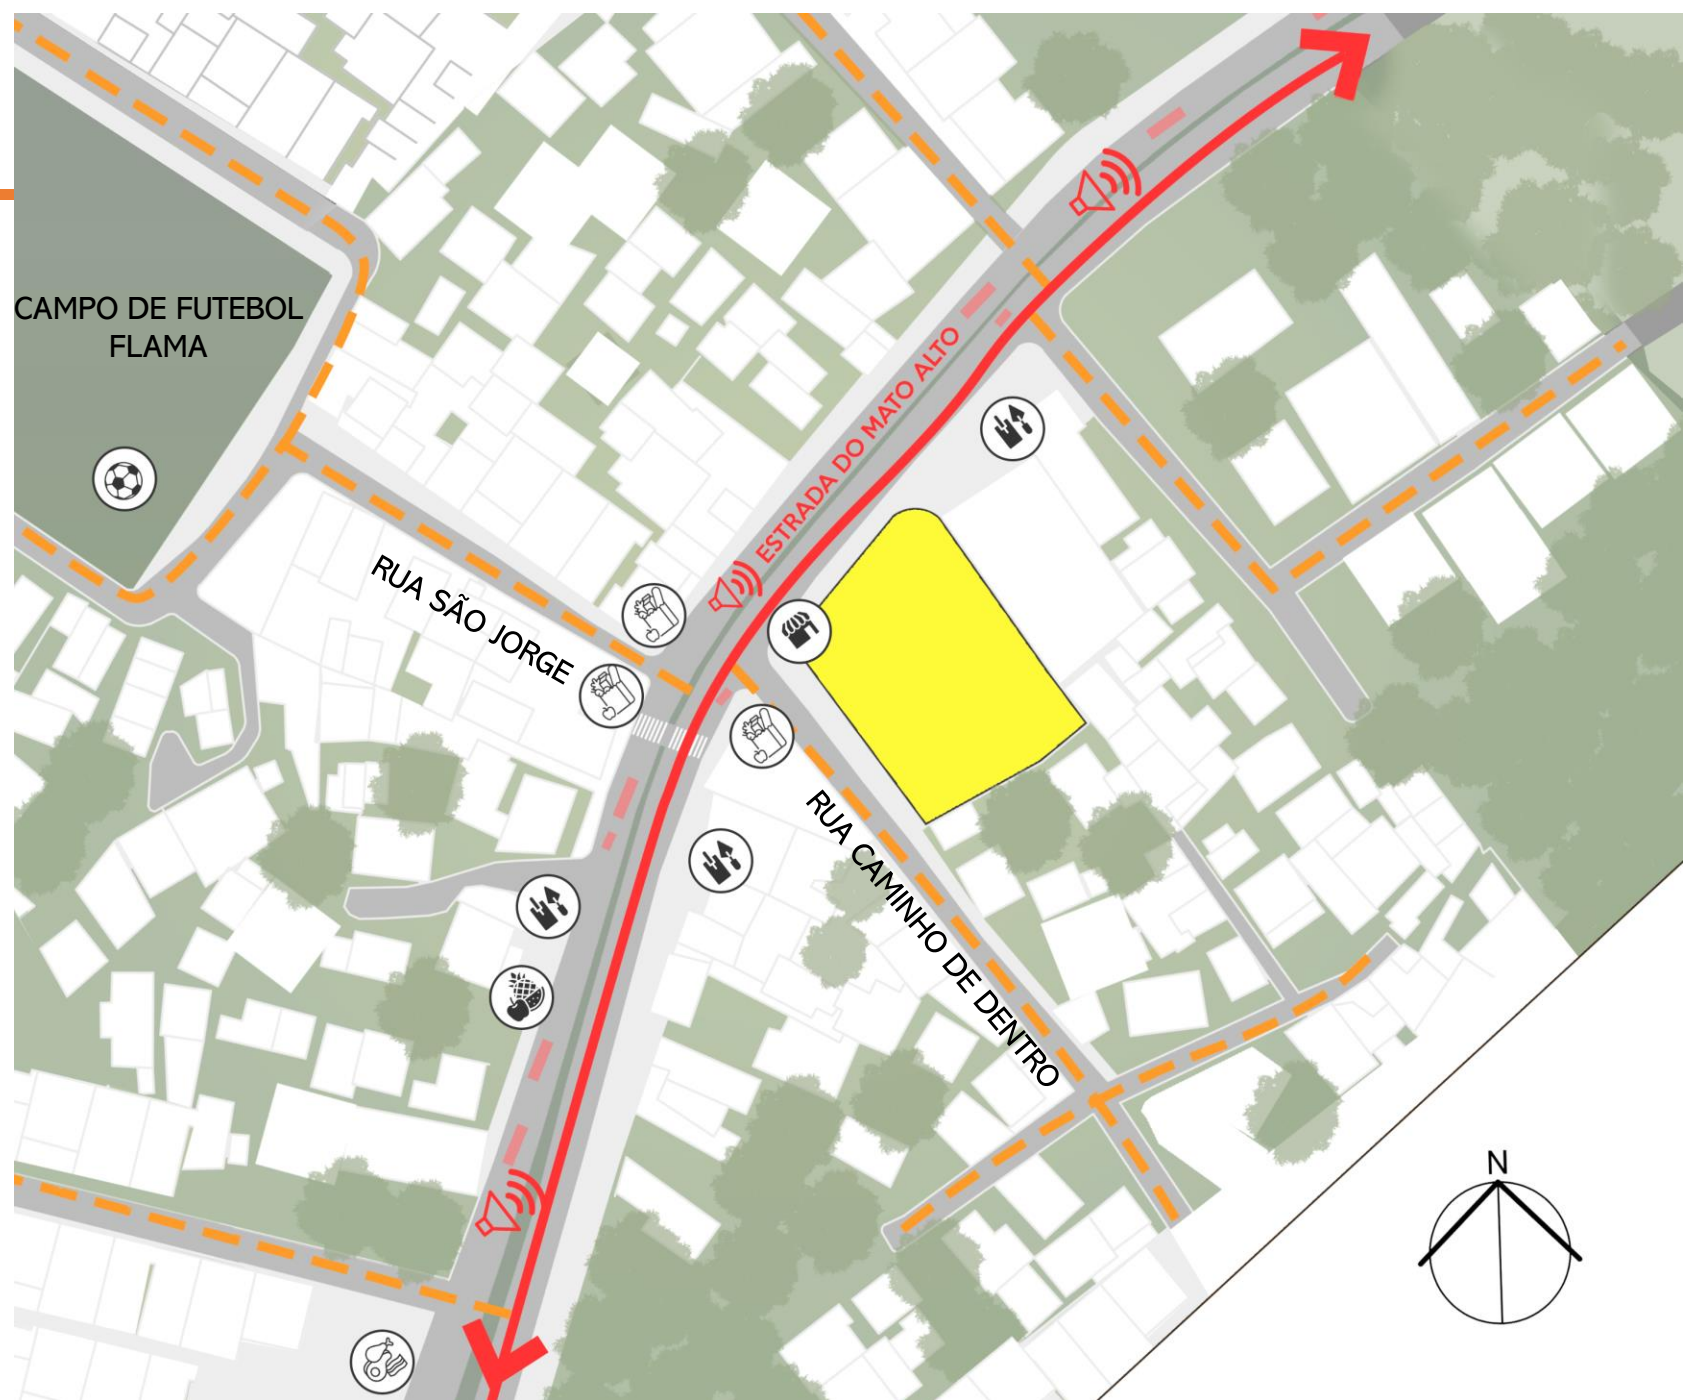 CAMPO DE FUTEBOL
FLAMA
ESTRADA DO MATO ALTO
RUA SÃO JORGE
RUA CAMINHO DE DENTRO
N